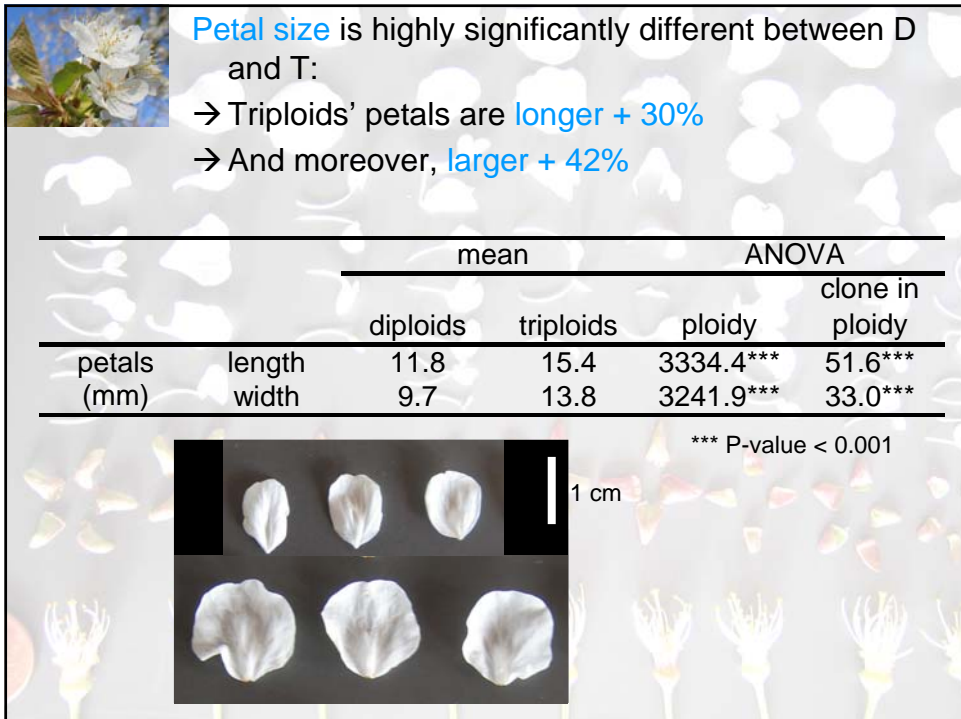 Petal size is highly significantly different between D
and T:
→ Triploids’ petals are longer + 30%
→ And moreover, larger + 42%
mean ANOVA
diploids triploids ploidy clone in ploidy
petals (mm) length 11.8 15.4 3334.4*** 51.6***
width 9.7 13.8 3241.9*** 33.0***
*** P-value < 0.001
1 cm